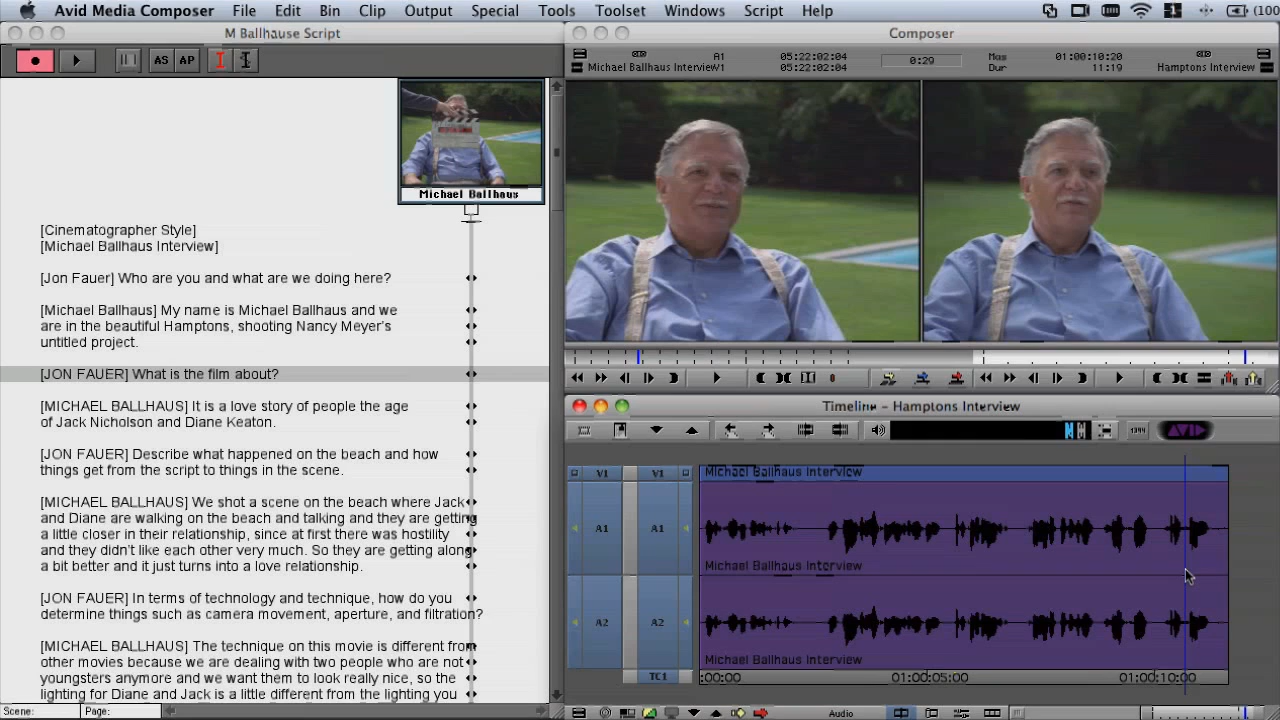 Avid Media Composer File Edit Bin Clip Output Special Tools Toolset Windows Script Help 1 (100
M Ballhause Script
AS AP
Michael Ballhaus
[Cinematographer Style]
[Michael Ballhaus Interview]
[Jon Fauer] Who are you and what are we doing here?
[Michael Ballhaus] My name is Michael Ballhaus and we
are in the beautiful Hamptons, shooting Nancy Meyer's
untitled project.
[JON FAUER] What is the film about?
[MICHAEL BALLHAUS] It is a love story of people the age
of Jack Nicholson and Diane Keaton.
[JON FAUER] Describe what happened on the beach and how
things get from the script to things in the scene.
[MICHAEL BALLHAUS] We shot a scene on the beach where Jack
and Diane are walking on the beach and talking and they are getting
a little closer in their relationship, since at first there was hostility
and they didn't like each other very much. So they are getting along
a bit better and it just turns into a love relationship.
[JON FAUER] In terms of technology and technique, how do you
determine things such as camera movement, aperture, and filtration?
[MICHAEL BALLHAUS] The technique on this movie is different from
other movies because we are dealing with two people who are not
youngsters anymore and we want them to look really nice, so the
lighting for Diane and Jack is a little different from the lighting you
Scene: Page:
Composer
A1 05:22:02:04 0:29 Mas 01:00:10:20
Michael Ballhaus Interview V1 05:22:02:04 Dur 11:19 Hamptons Interview
Timeline - Hamptons Interview
AVID
V1 V1 Michael Ballhaus Interview
A1 A1
Michael Ballhaus Interview
A2 A2
Michael Ballhaus Interview
TC1 :00:00 01:00:05:00 01:00:10:00
Audio